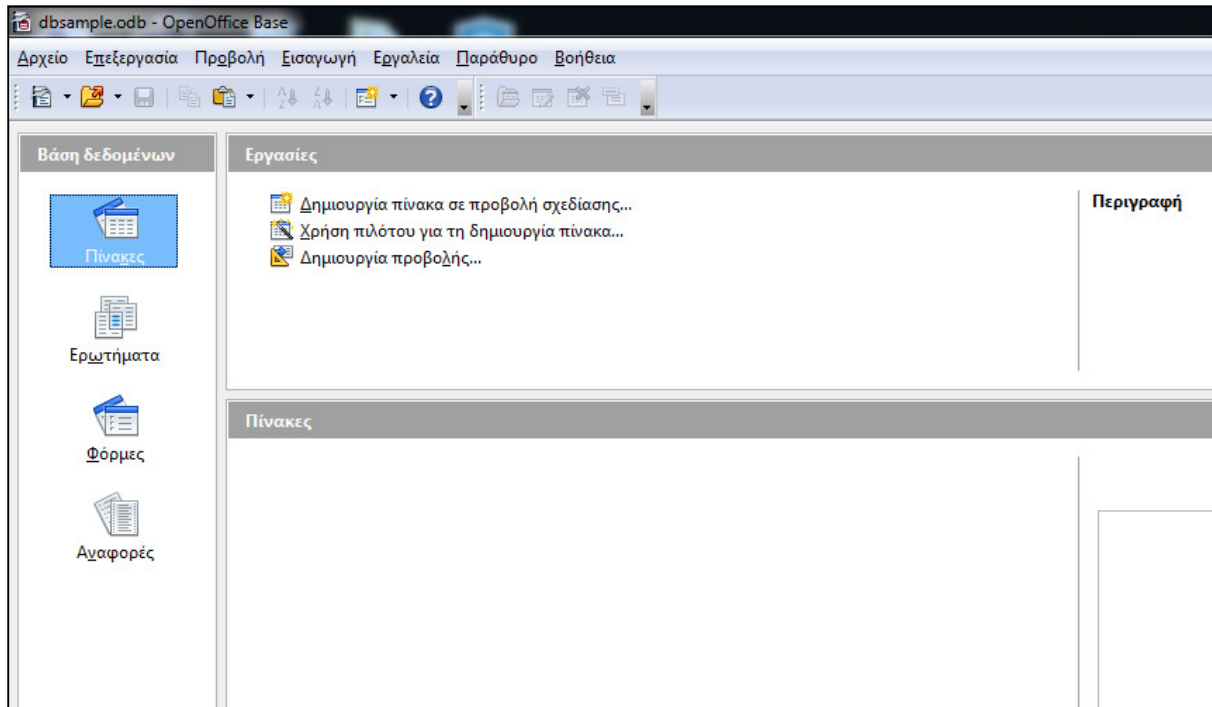 dbsample.odb - OpenOffice Base
Αρχείο Επεξεργασία Προβολή Εισαγωγή Εργαλεία Παράθυρο Βοήθεια
Βάση δεδομένων
Εργασίες
Πίνακες
Ερωτήματα
Φόρμες
Αναφορές
Δημιουργία πίνακα σε προβολή σχεδίασης...
Χρήση πιλότου για τη δημιουργία πίνακα...
Δημιουργία προβολής...
Περιγραφή
Πίνακες